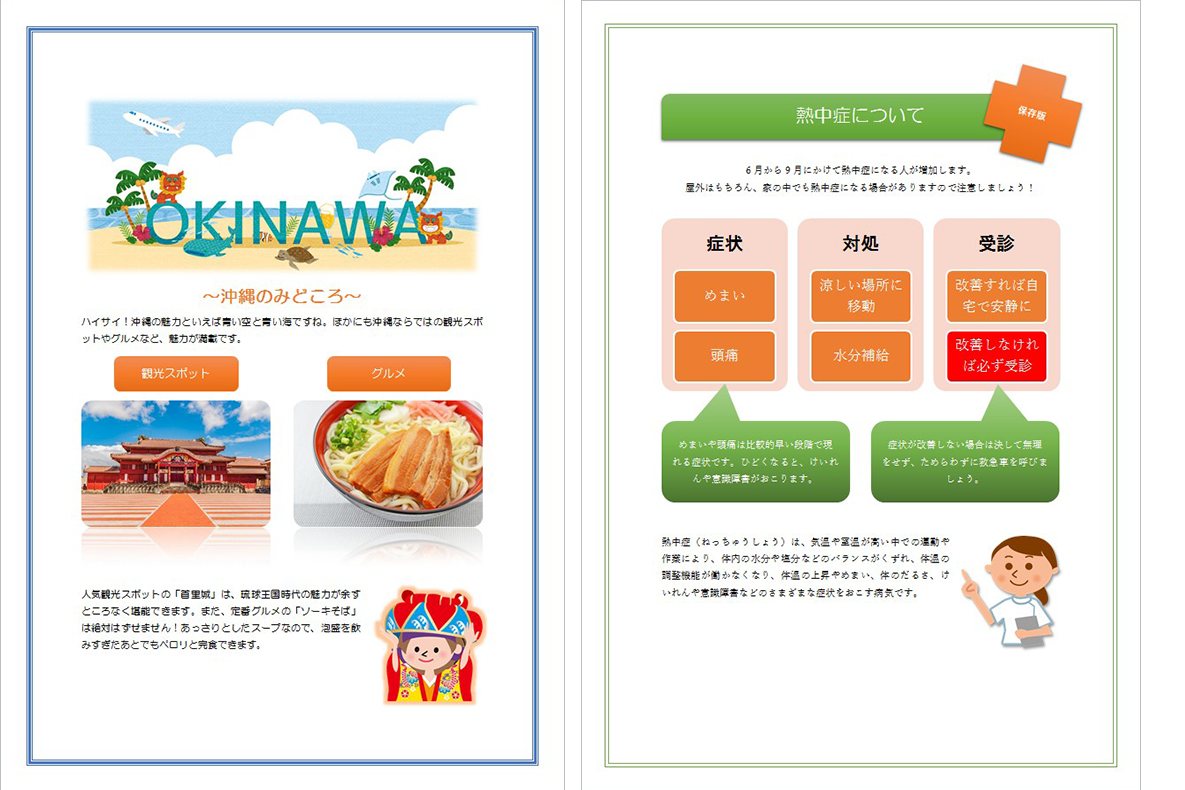 OKINAWA
～沖縄のみどころ～
ハイサイ！沖縄の魅力といえば青い空と青い海ですね。ほかにも沖縄ならではの観光スポ
ットやグルメなど、魅力が満載です。
観光スポット
グルメ
人気観光スポットの「首里城」は、琉球王国時代の魅力が余す
ところなく堪能できます。また、定番グルメの「ソーキそば」
は絶対はずせません！あっさりとしたスープなので、泡盛を飲
みすぎたあとでもペロリと完食できます。
熱中症について
保存版
６月から９月にかけて熱中症になる人が増加します。
屋外はもちろん、家の中でも熱中症になる場合がありますので注意しましょう！
症状
めまい
頭痛
対処
涼しい場所に
移動
水分補給
受診
改善すれば自
宅で安静に
改善しなけれ
ば必ず受診
めまいや頭痛は比較的早い段階で現
れる症状です。ひどくなると、けいれ
んや意識障害がおこります。
症状が改善しない場合は決して無理
をせず、ためらわずに救急車を呼びま
しょう。
熱中症（ねっちゅうしょう）は、気温や室温が高い中での運動や
作業により、体内の水分や塩分などのバランスがくずれ、体温の
調整機能が働かなくなり、体温の上昇やめまい、体のだるさ、け
いれんや意識障害などのさまざまな症状をおこす病気です。